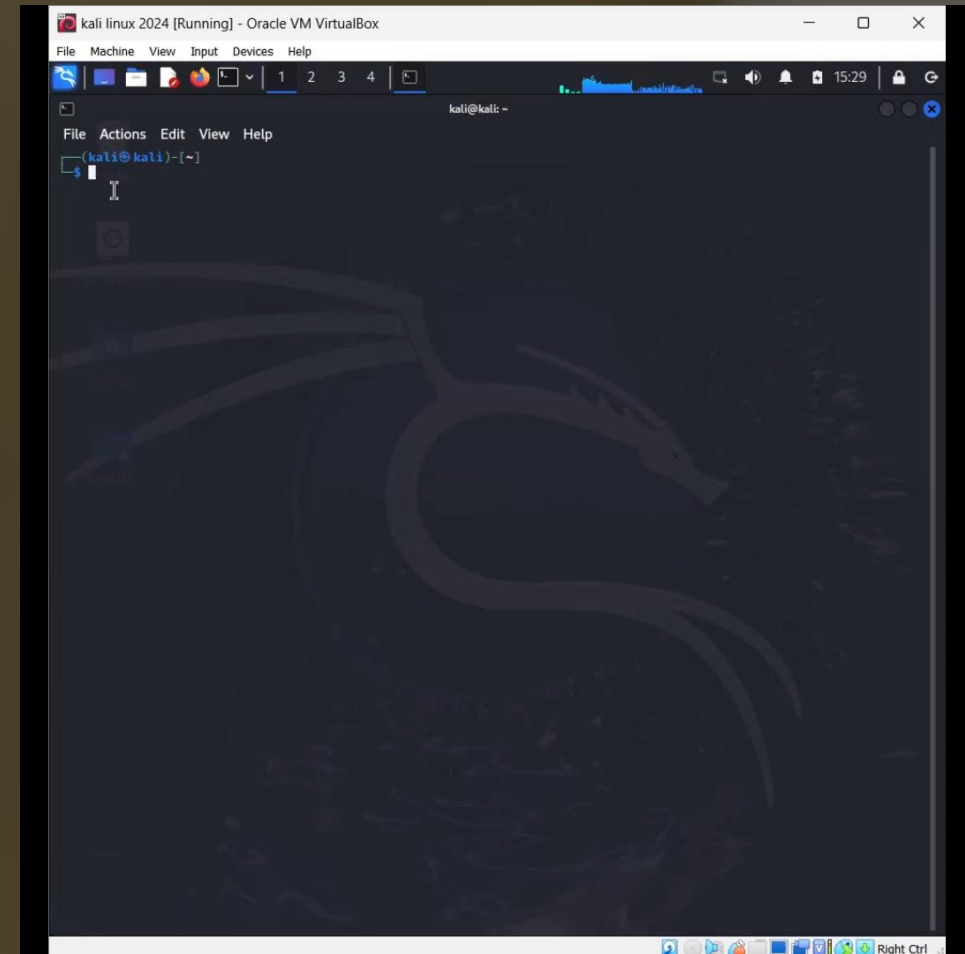 kali linux 2024 [Running] - Oracle VM VirtualBox
File Machine View Input Devices Help
1 2 3 4 15:29
kali@kali: ~
File Actions Edit View Help
(kali㉿kali)-[~]
$
Right Ctrl